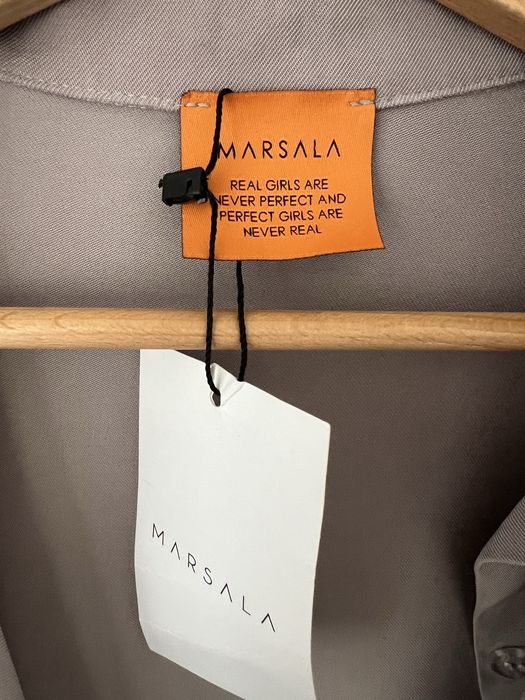 MARSALA
REAL GIRLS ARE
NEVER PERFECT AND
PERFECT GIRLS ARE
NEVER REAL
MARSALA